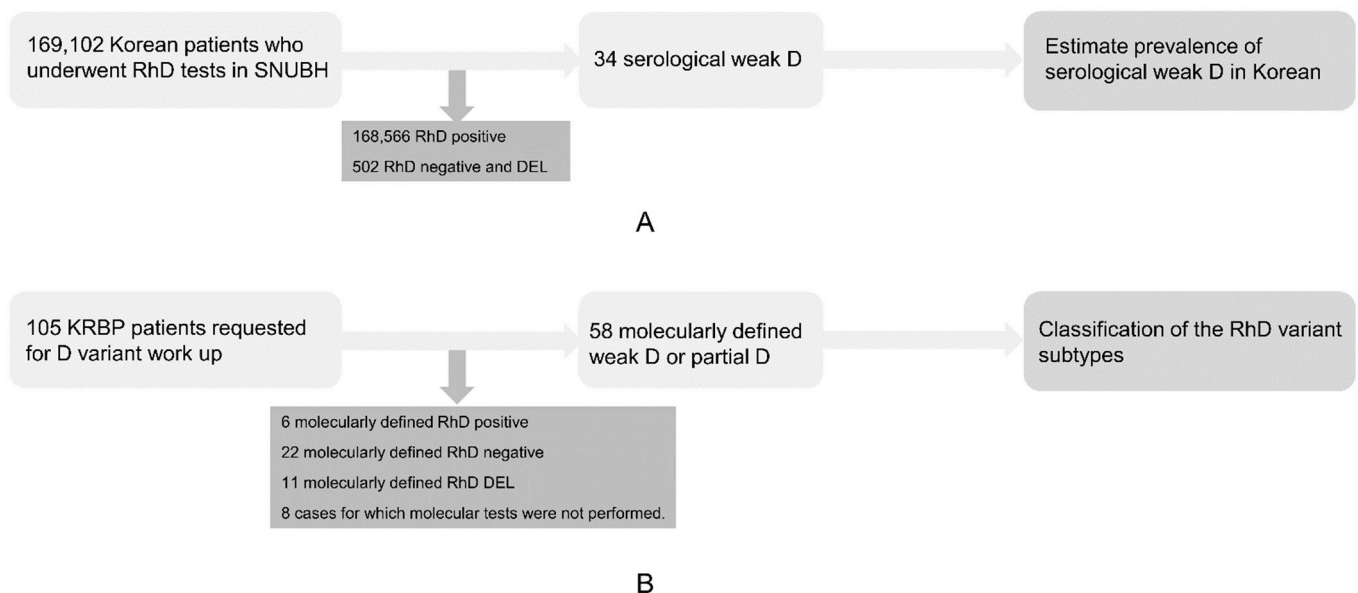 169,102 Korean patients who
underwent RhD tests in SNUBH
34 serological weak D
Estimate prevalence of
serological weak D in Korean
168,566 RhD positive
502 RhD negative and DEL
A
105 KRBP patients requested
for D variant work up
58 molecularly defined
weak D or partial D
Classification of the RhD variant
subtypes
6 molecularly defined RhD positive
22 molecularly defined RhD negative
11 molecularly defined RhD DEL
8 cases for which molecular tests were not performed.
B